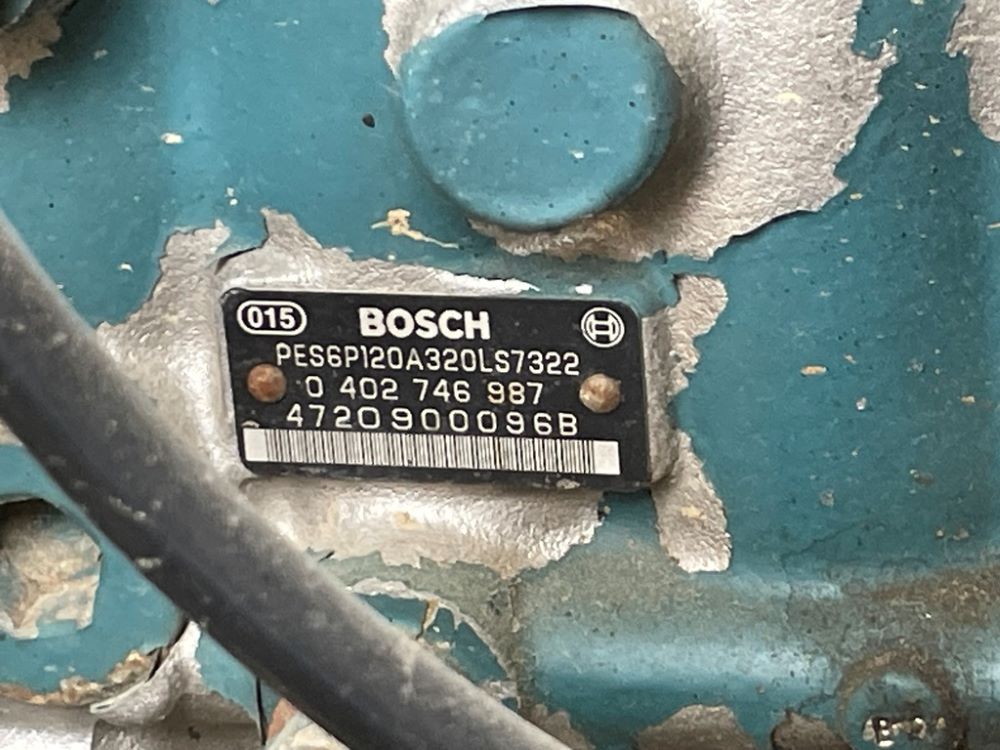 015 BOSCH
PES6P120A320LS7322
0 402 746 987
4720900096B